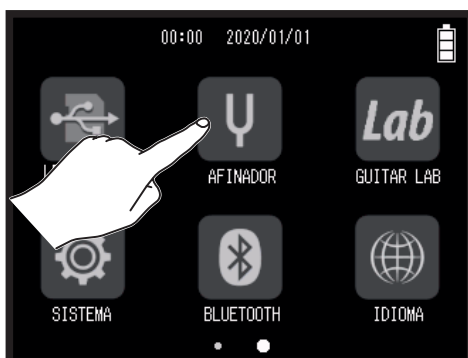 00:00 2020/01/01
Lab
AFINADOR
GUITAR LAB
SISTEMA
BLUETOOTH
IDIOMA